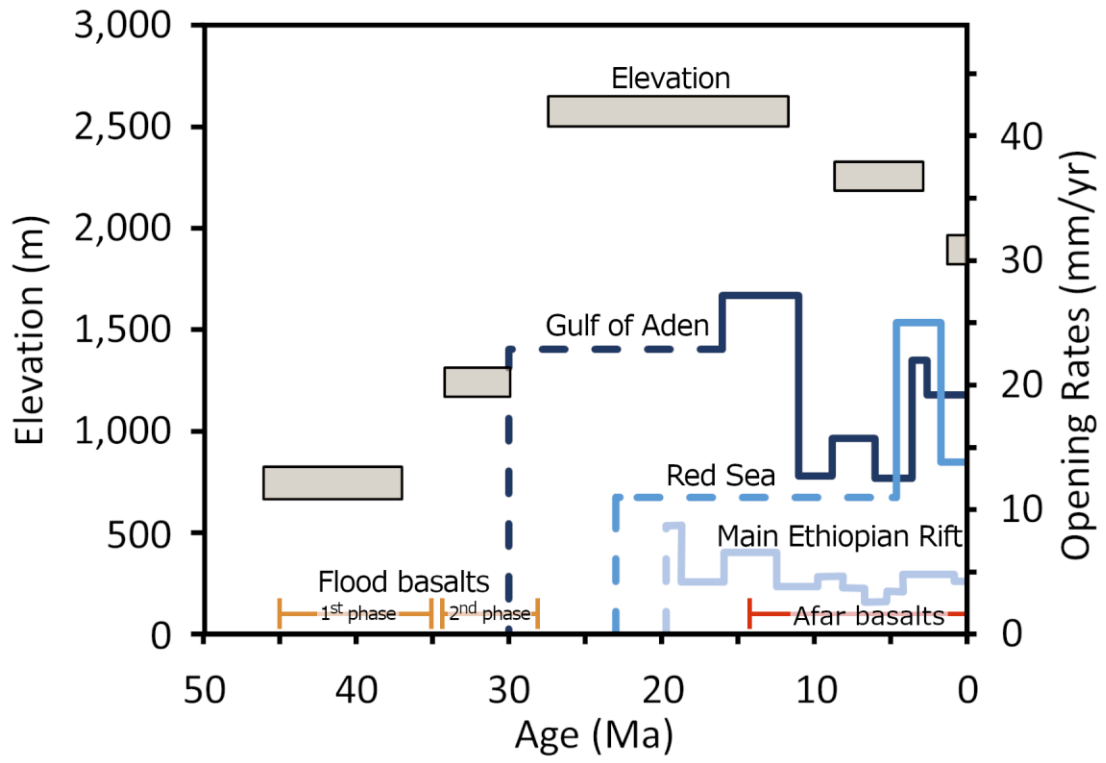 3,000
2,500
2,000
1,500
1,000
500
0
Elevation (m)
Elevation
Gulf of Aden
Red Sea
Main Ethiopian Rift
Flood basalts
1st phase
2nd phase
Afar basalts
40
30
20
10
0
Opening Rates (mm/yr)
50 40 30 20 10 0
Age (Ma)